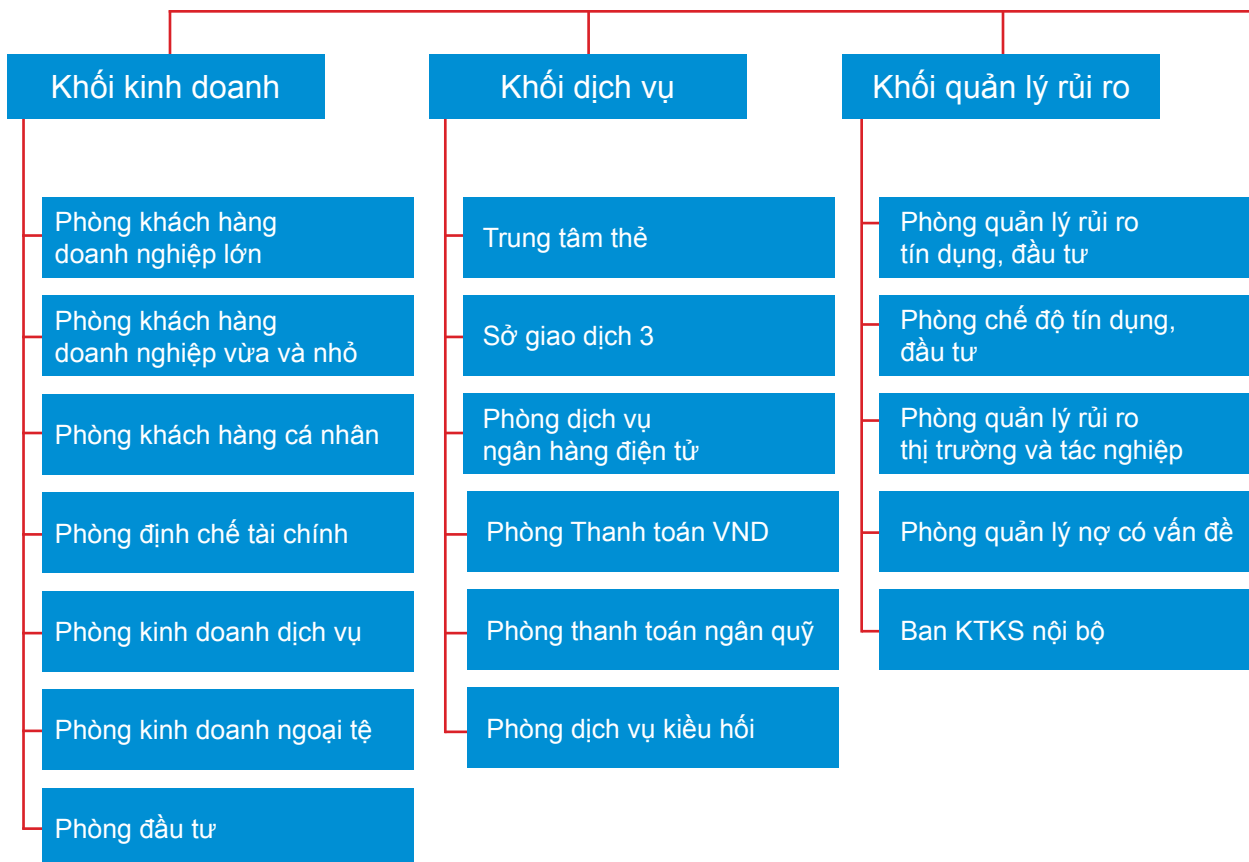 Khối kinh doanh
Khối dịch vụ
Khối quản lý rủi ro
Phòng khách hàng
doanh nghiệp lớn
Phòng khách hàng
doanh nghiệp vừa và nhỏ
Phòng khách hàng cá nhân
Phòng định chế tài chính
Phòng kinh doanh dịch vụ
Phòng kinh doanh ngoại tệ
Phòng đầu tư
Trung tâm thẻ
Sở giao dịch 3
Phòng dịch vụ
ngân hàng điện tử
Phòng Thanh toán VND
Phòng thanh toán ngân quỹ
Phòng dịch vụ kiều hối
Phòng quản lý rủi ro
tín dụng, đầu tư
Phòng chế độ tín dụng,
đầu tư
Phòng quản lý rủi ro
thị trường và tác nghiệp
Phòng quản lý nợ có vấn đề
Ban KTKS nội bộ